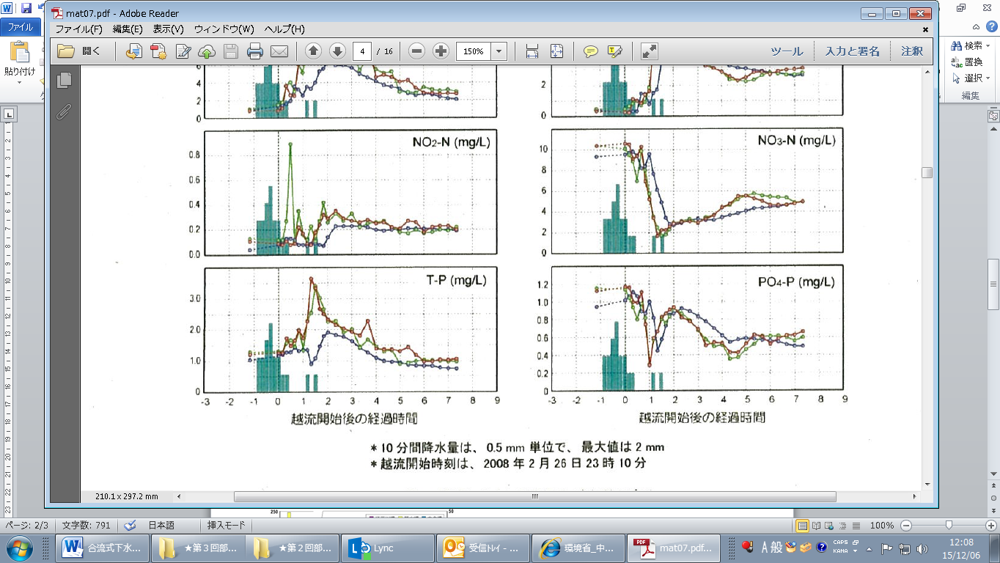 mat07.pdf - Adobe Reader
ファイル(F) 編集(E) 表示(V) ウィンドウ(W) ヘルプ(H)
ファイル
開く 4 / 16 150% ツール 入力と署名 注釈
貼り付け
検索
置換
選択
編集
6
4
2
0
2
0
NO2-N (mg/L)
0.8
0.6
0.4
0.2
0.0
NO3-N (mg/L)
10
8
6
4
2
0
T-P (mg/L)
3.0
2.0
1.0
0
-3 -2 -1 0 1 2 3 4 5 6 7 8 9
越流開始後の経過時間
PO4-P (mg/L)
1.2
1.0
0.8
0.6
0.4
0.2
0
-3 -2 -1 0 1 2 3 4 5 6 7 8 9
越流開始後の経過時間
* 10 分間降水量は、0.5 mm 単位で、最大値は 2 mm
* 越流開始時刻は、2008 年 2 月 26 日 23 時 10 分
210.1 x 297.2 mm
250 50
ページ: 2/3 文字数: 791 日本語 挿入モード 100%
合流式下水... ★第３回部... ★第２回部... Lync 受信トレイ - ... 環境省_中... mat07.pdf...
A 般 CAPS KANA
12:08
15/12/06